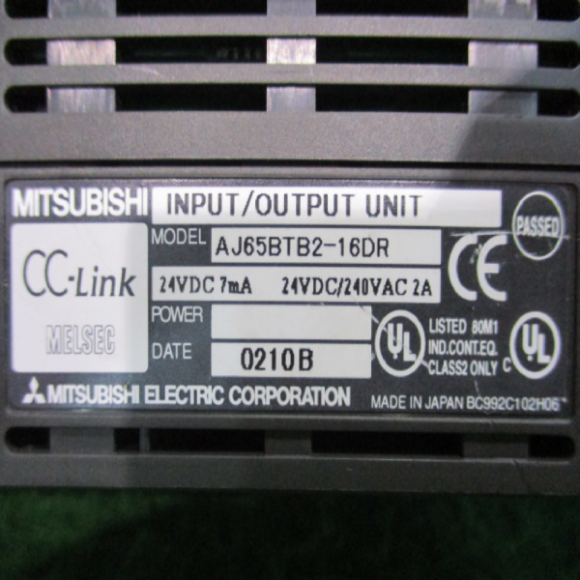 MITSUBISHI INPUT/OUTPUT UNIT
PASSED
CC-Link
MELSEC
MODEL AJ65BTB2-16DR
CE
24VDC 7mA 24VDC/240VAC 2A
POWER
DATE 0210B
UL LISTED 80M1
IND.CONT.EQ.
CLASS2 ONLY C UL
MITSUBISHI ELECTRIC CORPORATION
MADE IN JAPAN BC992C102H06